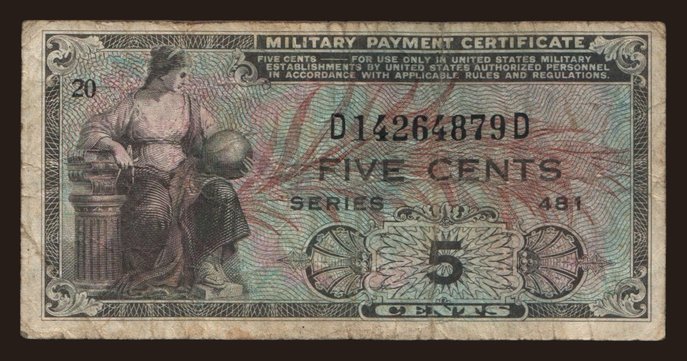 MILITARY PAYMENT CERTIFICATE
FIVE CENTS — FOR USE ONLY IN UNITED STATES MILITARY
ESTABLISHMENTS BY UNITED STATES AUTHORIZED PERSONNEL
IN ACCORDANCE WITH APPLICABLE RULES AND REGULATIONS.
20
D14264879D
FIVE CENTS
SERIES 481
5
CENTS